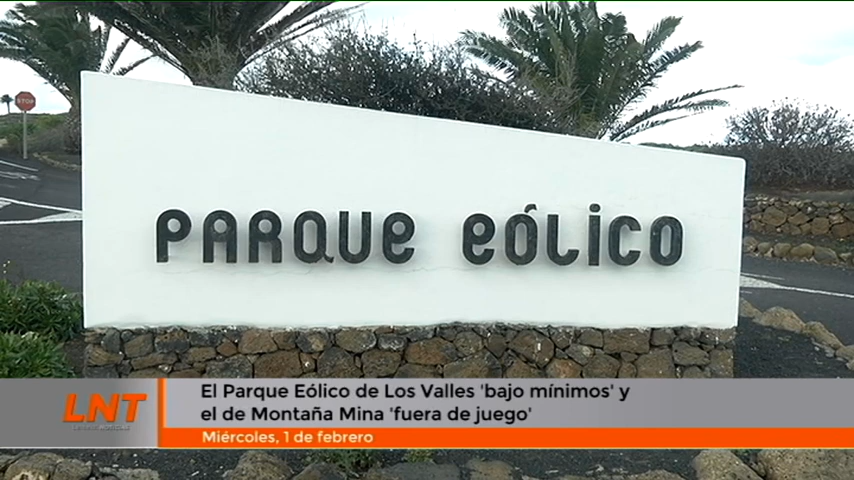 STOP
PARQUE EÓLICO
El Parque Eólico de Los Valles 'bajo mínimos' y
el de Montaña Mina 'fuera de juego'
LNT
Miércoles, 1 de febrero